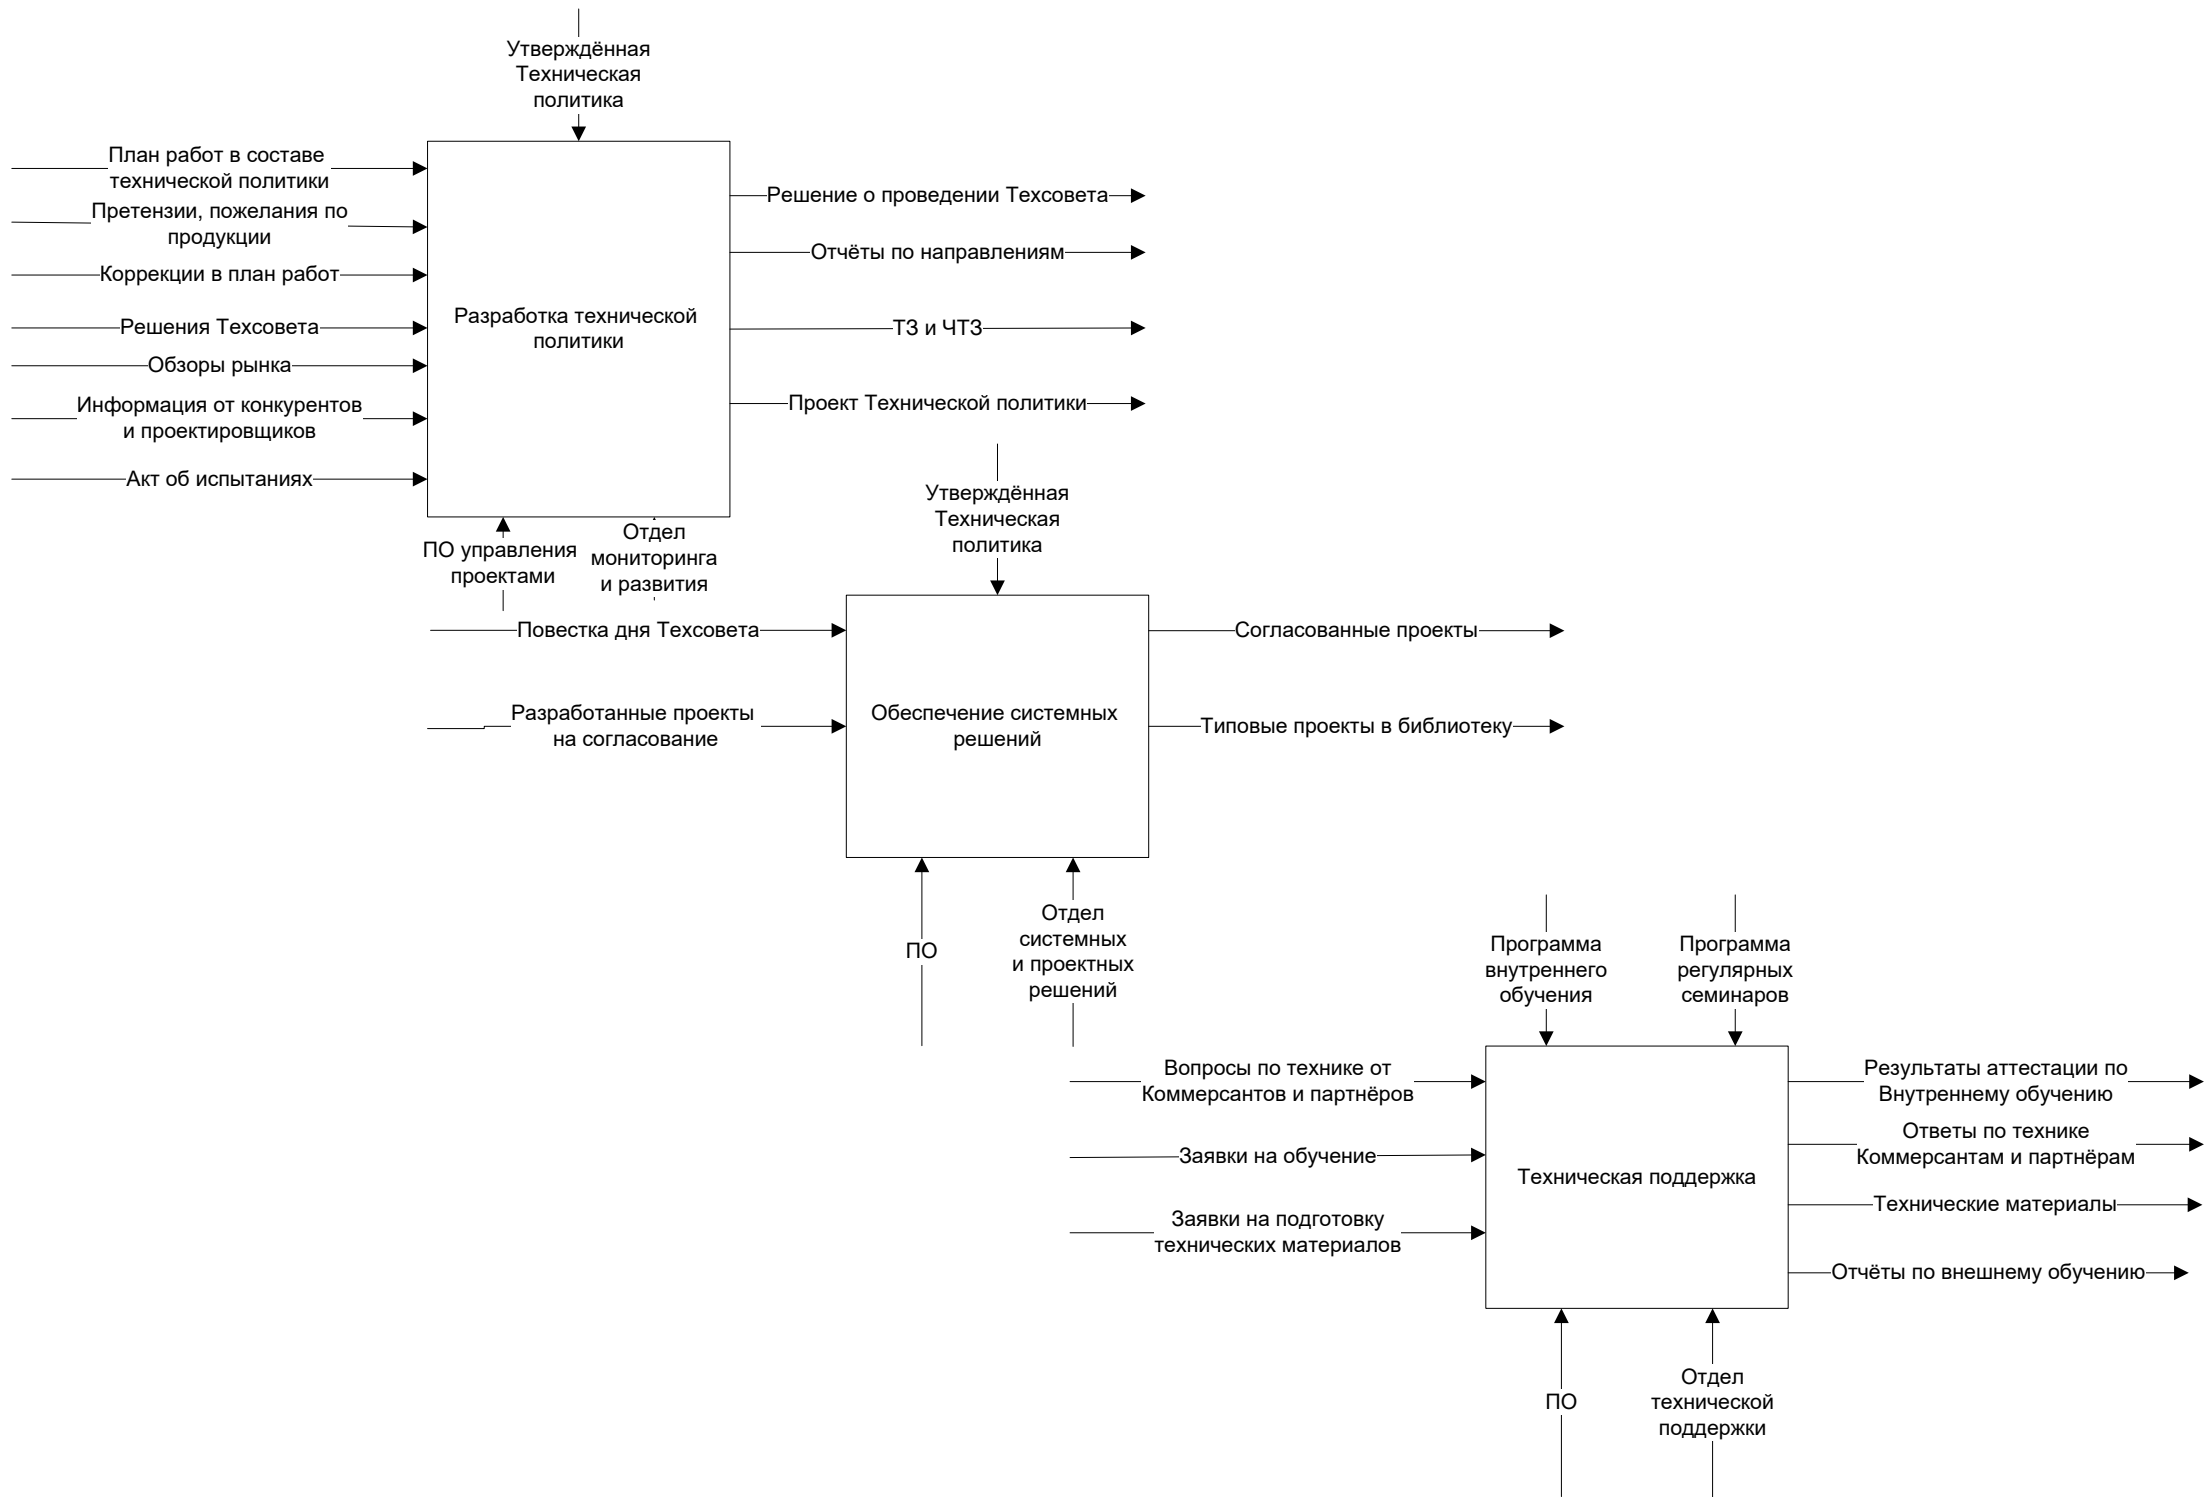 Утверждённая
Техническая
политика
План работ в составе
технической политики
Претензии, пожелания по
продукции
Коррекции в план работ
Решения Техсовета
Обзоры рынка
Информация от конкурентов
и проектировщиков
Акт об испытаниях
Разработка технической
политики
Решение о проведении Техсовета
Отчёты по направлениям
ТЗ и ЧТЗ
Проект Технической политики
ПО управления
проектами
Отдел
мониторинга
и развития
Утверждённая
Техническая
политика
Повестка дня Техсовета
Разработанные проекты
на согласование
Обеспечение системных
решений
Согласованные проекты
Типовые проекты в библиотеку
ПО
Отдел
системных
и проектных
решений
Программа
внутреннего
обучения
Программа
регулярных
семинаров
Вопросы по технике от
Коммерсантов и партнёров
Заявки на обучение
Заявки на подготовку
технических материалов
Техническая поддержка
Результаты аттестации по
Внутреннему обучению
Ответы по технике
Коммерсантам и партнёрам
Технические материалы
Отчёты по внешнему обучению
ПО
Отдел
технической
поддержки